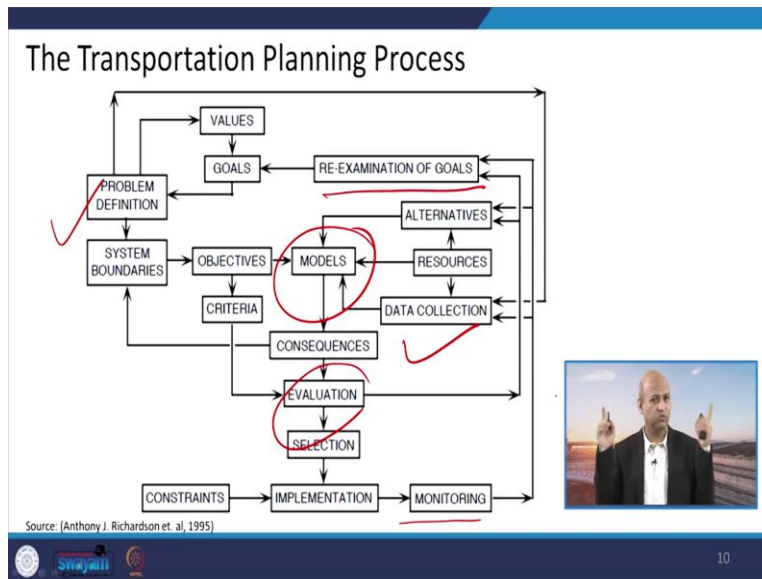 The Transportation Planning Process
VALUES
GOALS
RE-EXAMINATION OF GOALS
PROBLEM
DEFINITION
ALTERNATIVES
SYSTEM
BOUNDARIES
OBJECTIVES
MODELS
RESOURCES
CRITERIA
DATA COLLECTION
CONSEQUENCES
EVALUATION
SELECTION
CONSTRAINTS
IMPLEMENTATION
MONITORING
Source: (Anthony J. Richardson et. al, 1995)
swayam
10